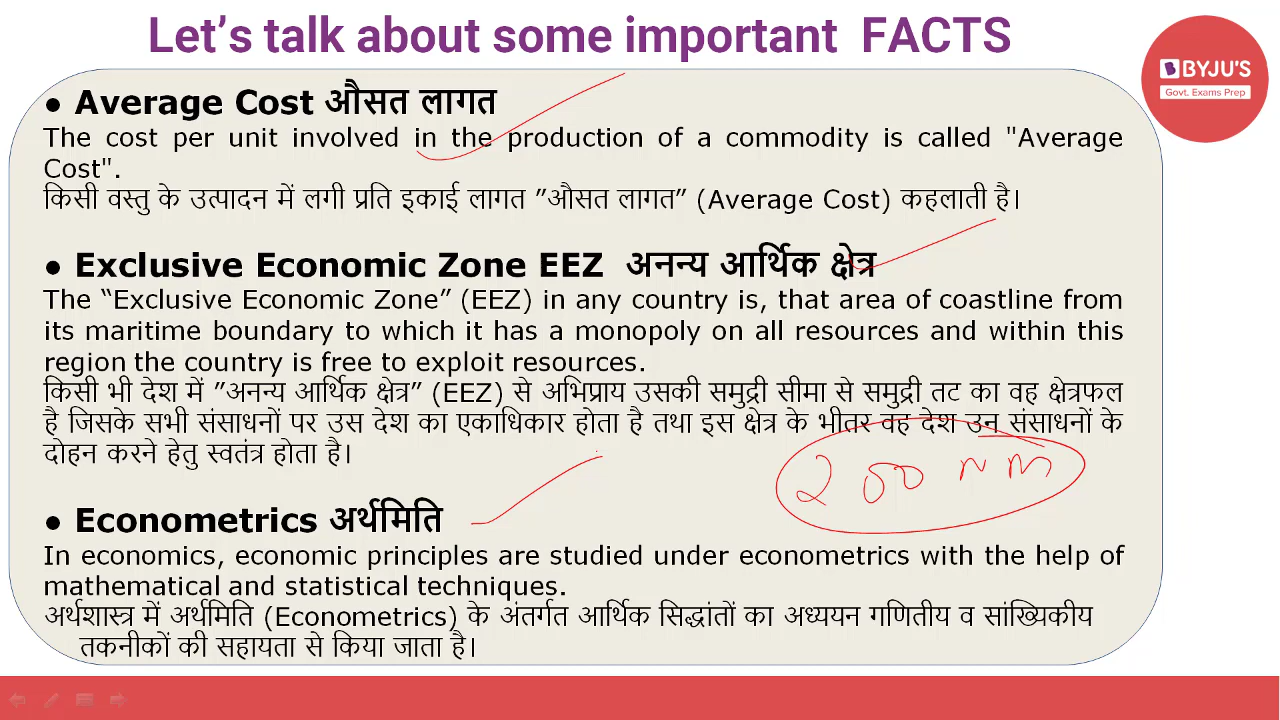 Let's talk about some important FACTS
BYJU'S
Govt. Exams Prep
● Average Cost औसत लागत
The cost per unit involved in the production of a commodity is called "Average
Cost".
किसी वस्तु के उत्पादन में लगी प्रति इकाई लागत ”औसत लागत” (Average Cost) कहलाती है।
● Exclusive Economic Zone EEZ अनन्य आर्थिक क्षेत्र
The “Exclusive Economic Zone” (EEZ) in any country is, that area of coastline from
its maritime boundary to which it has a monopoly on all resources and within this
region the country is free to exploit resources.
किसी भी देश में ”अनन्य आर्थिक क्षेत्र” (EEZ) से अभिप्राय उसकी समुद्री सीमा से समुद्री तट का वह क्षेत्रफल
है जिसके सभी संसाधनों पर उस देश का एकाधिकार होता है तथा इस क्षेत्र के भीतर वह देश उन संसाधनों के
दोहन करने हेतु स्वतंत्र होता है।
200 nm
● Econometrics अर्थमिति
In economics, economic principles are studied under econometrics with the help of
mathematical and statistical techniques.
अर्थशास्त्र में अर्थमिति (Econometrics) के अंतर्गत आर्थिक सिद्धांतों का अध्ययन गणितीय व सांख्यिकीय
तकनीकों की सहायता से किया जाता है।